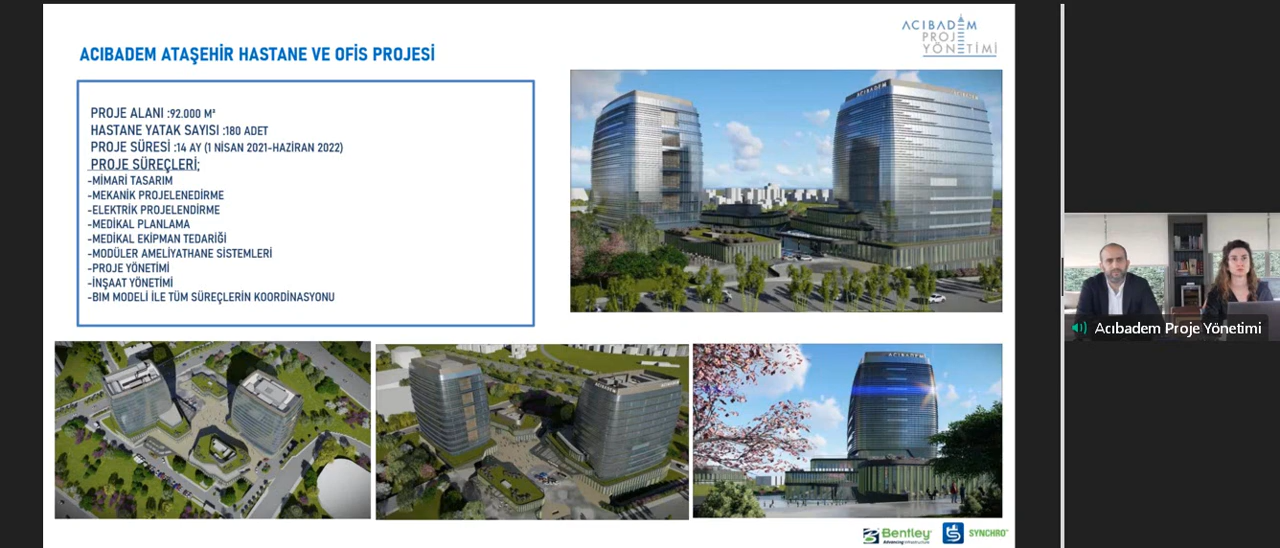 ACIBADEM
PROJE
YÖNETİMİ
ACIBADEM ATAŞEHİR HASTANE VE OFİS PROJESİ
PROJE ALANI :92.000 M²
HASTANE YATAK SAYISI :180 ADET
PROJE SÜRESİ :14 AY (1 NİSAN 2021-HAZİRAN 2022)
PROJE SÜREÇLERİ;
-MİMARİ TASARIM
-MEKANİK PROJELENEDİRME
-ELEKTRİK PROJELENDİRME
-MEDİKAL PLANLAMA
-MEDİKAL EKİPMAN TEDARİĞİ
-MODÜLER AMELİYATHANE SİSTEMLERİ
-PROJE YÖNETİMİ
-İNŞAAT YÖNETİMİ
-BIM MODELİ İLE TÜM SÜREÇLERİN KOORDİNASYONU
ACIBADEM
Acıbadem Proje Yönetimi
ACIBADEM
ACIBADEM
Bentley
Advancing Infrastructure
SYNCHRO